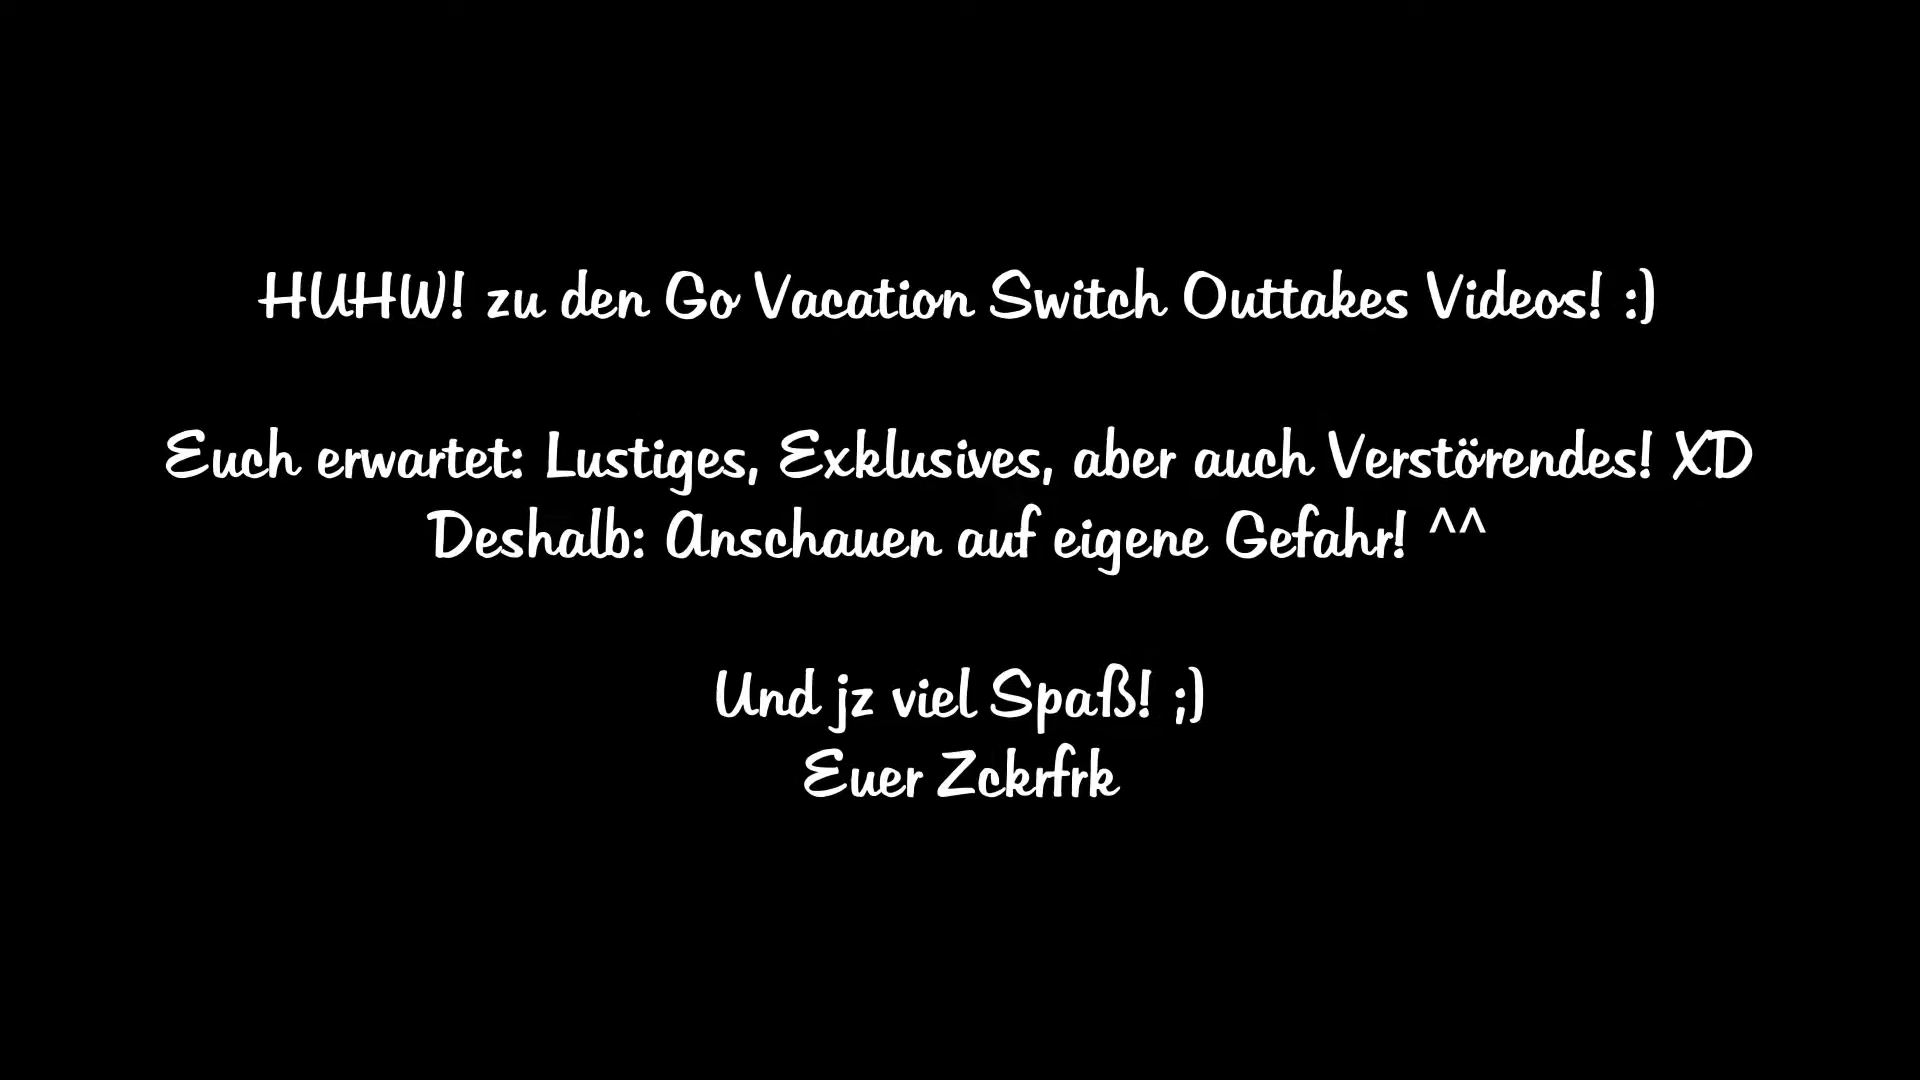 HUHW! zu den Go Vacation Switch Outtakes Videos! :)
Euch erwartet: Lustiges, Exklusives, aber auch Verstörendes! XD
Deshalb: Anschauen auf eigene Gefahr! ^^
Und jz viel Spaß! ;)
Euer Zckrfrk